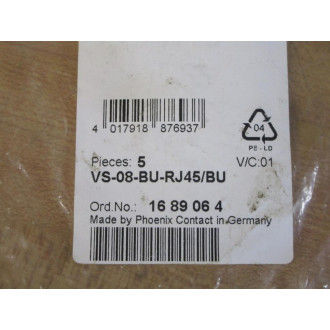 4 017918 876937
04
PE-LD
Pieces: 5
V/C:01
VS-08-BU-RJ45/BU
Ord.No.: 16 89 06 4
Made by Phoenix Contact in Germany